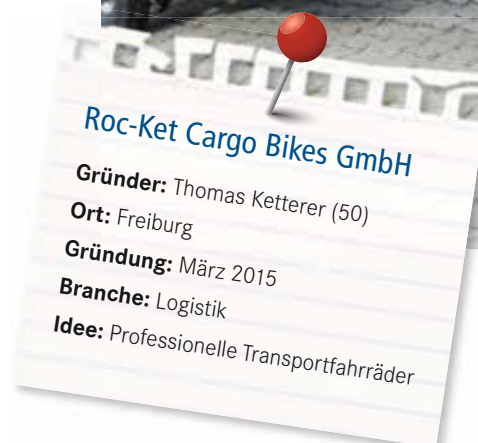 Roc-Ket Cargo Bikes GmbH
Gründer: Thomas Ketterer (50)
Ort: Freiburg
Gründung: März 2015
Branche: Logistik
Idee: Professionelle Transportfahrräder